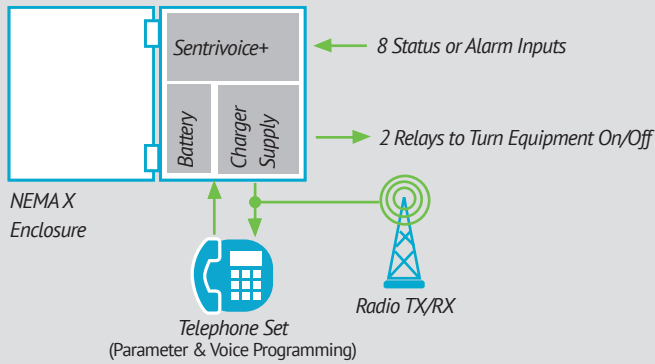 Sentrivoice+
8 Status or Alarm Inputs
Battery
Charger
Supply
2 Relays to Turn Equipment On/Off
NEMA X
Enclosure
Radio TX/RX
Telephone Set
(Parameter & Voice Programming)